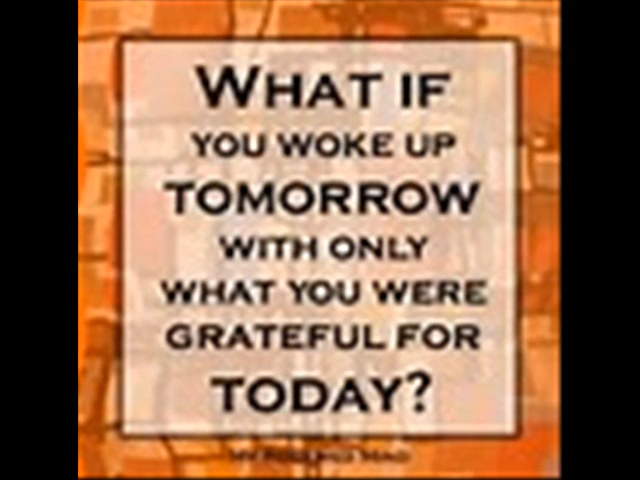 WHAT IF
YOU WOKE UP
TOMORROW
WITH ONLY
WHAT YOU WERE
GRATEFUL FOR
TODAY?